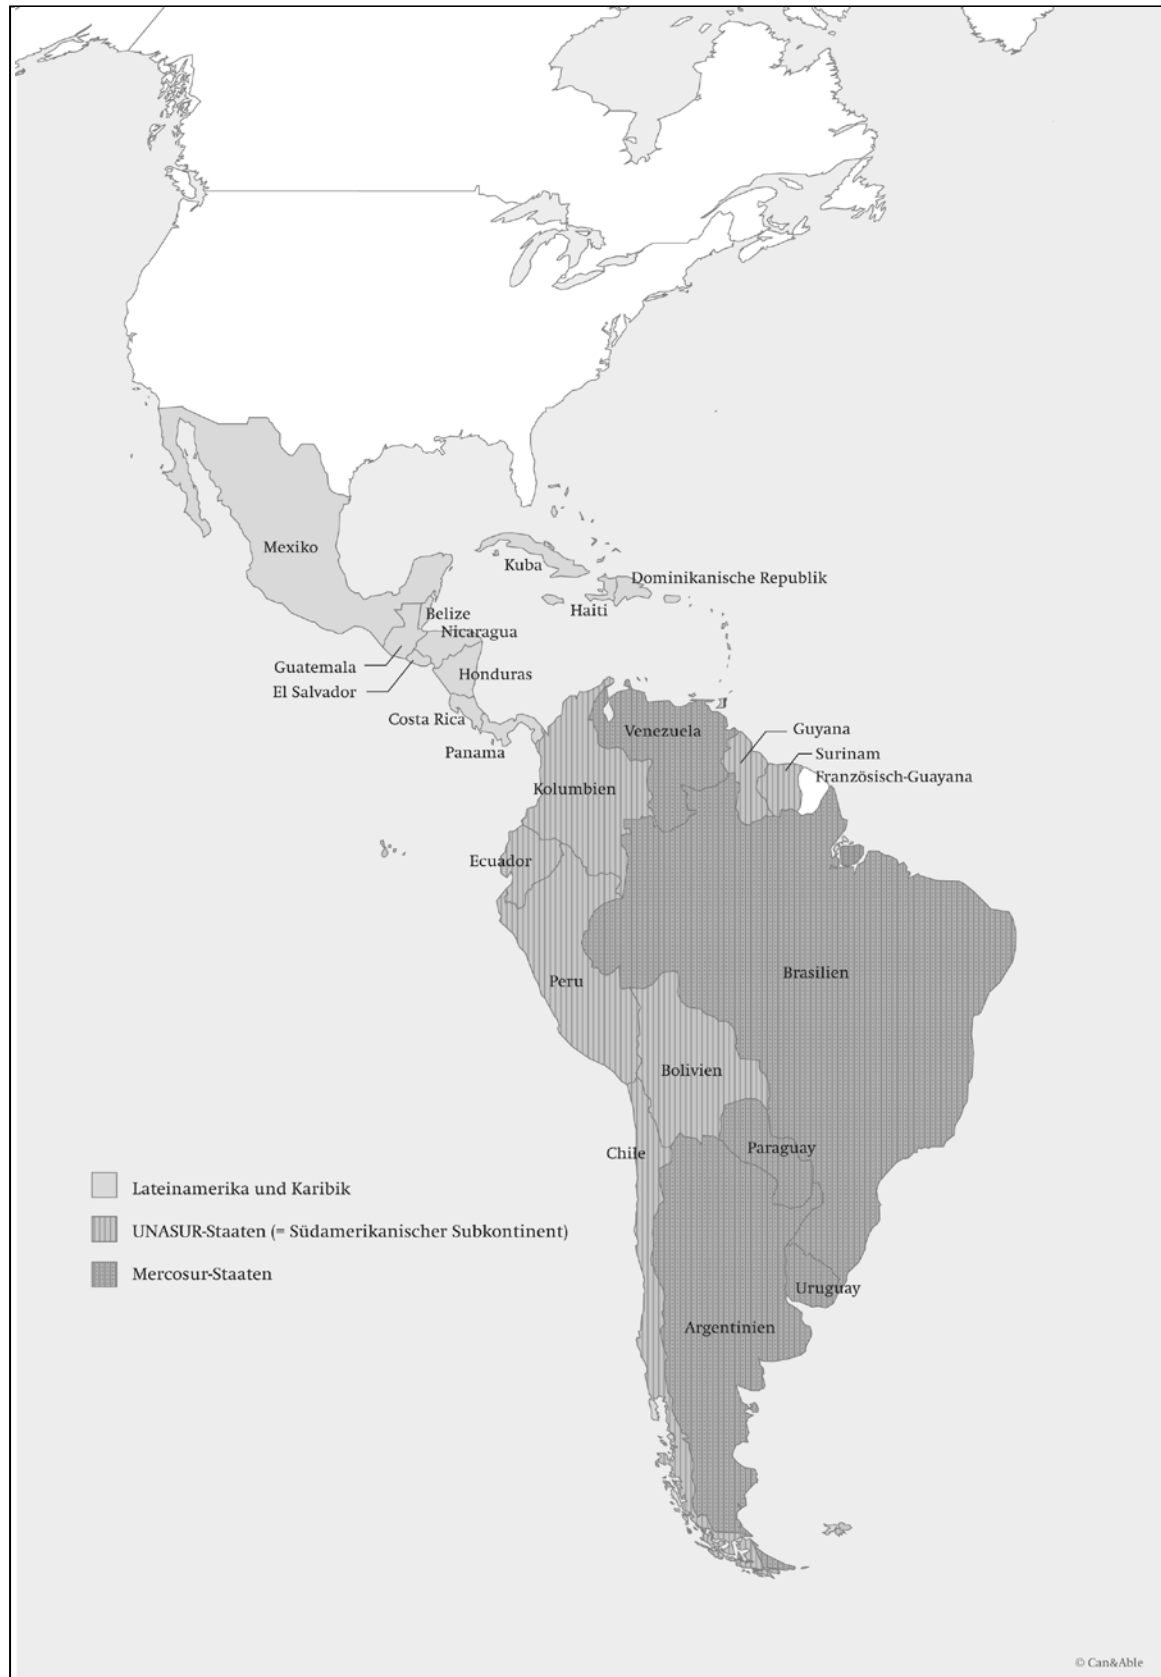 Mexiko
Kuba
Dominikanische Republik
Haiti
Belize
Nicaragua
Guatemala
Honduras
El Salvador
Costa Rica
Panama
Venezuela
Guyana
Surinam
Französisch-Guayana
Kolumbien
Ecuador
Brasilien
Peru
Bolivien
Paraguay
Chile
Lateinamerika und Karibik
UNASUR-Staaten (= Südamerikanischer Subkontinent)
Mercosur-Staaten
Uruguay
Argentinien
© Can&Able